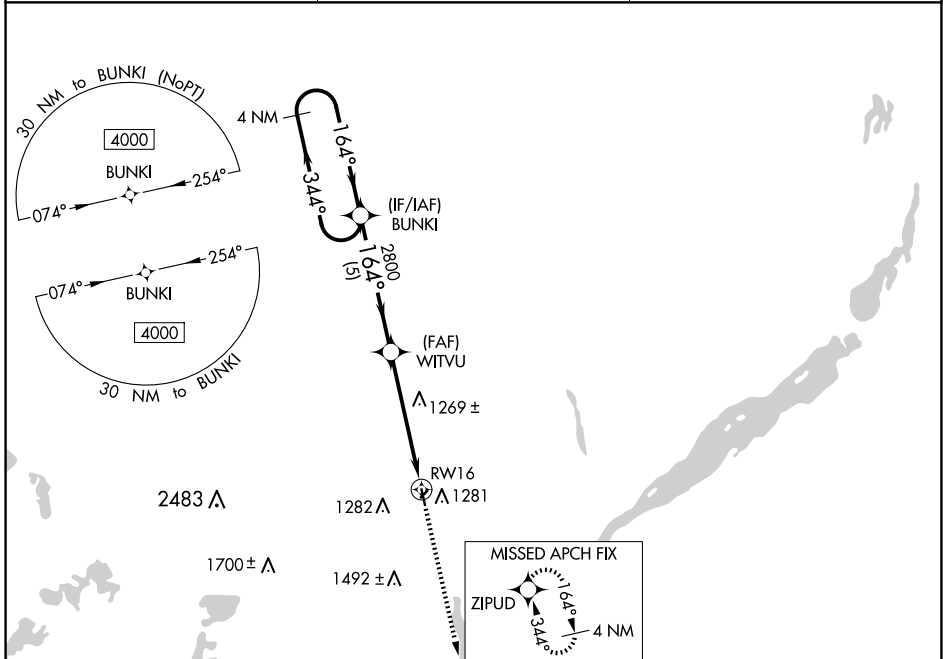 30 NM to BUNKI (NoPT)
4000
BUNKI
074°
254°
254°
074°
BUNKI
4000
30 NM to BUNKI
4 NM
164°
344°
(IF/IAF)
BUNKI
2800
164°
(5)
(FAF)
WITVU
1269 ±
RW16
1281
2483
1282
1700 ±
1492 ±
MISSED APCH FIX
ZIPUD
164°
344°
4 NM